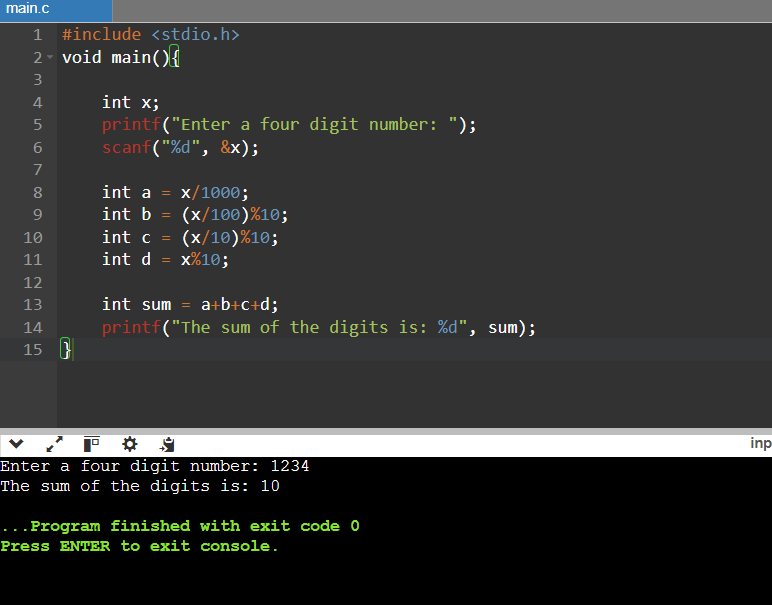 main.c
1 #include <stdio.h>
2 void main(){
3
4 int x;
5 printf("Enter a four digit number: ");
6 scanf("%d", &x);
7
8 int a = x/1000;
9 int b = (x/100)%10;
10 int c = (x/10)%10;
11 int d = x%10;
12
13 int sum = a+b+c+d;
14 printf("The sum of the digits is: %d", sum);
15 }
inp
Enter a four digit number: 1234
The sum of the digits is: 10
...Program finished with exit code 0
Press ENTER to exit console.